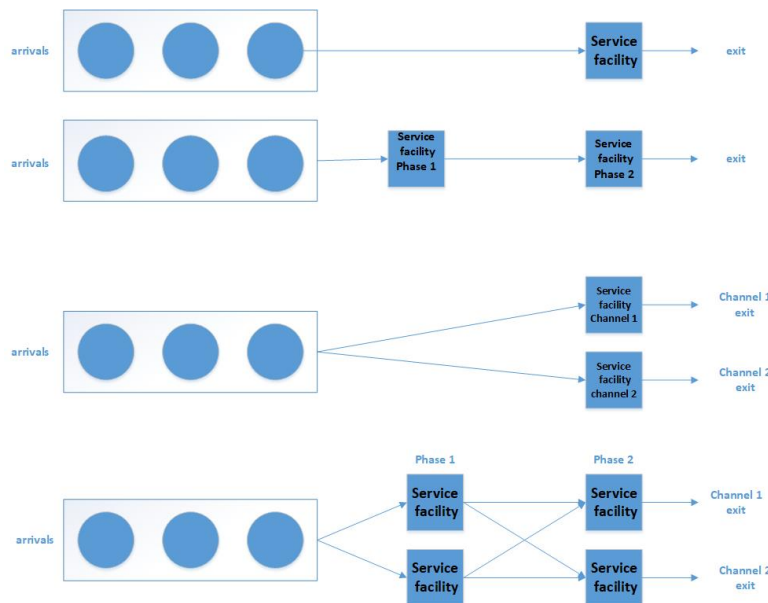 arrivals
Service
facility
exit
arrivals
Service
facility
Phase 1
Service
facility
Phase 2
exit
arrivals
Service
facility
Channel 1
Channel 1
exit
Service
facility
channel 2
Channel 2
exit
Phase 1
Phase 2
arrivals
Service
facility
Service
facility
Channel 1
exit
Service
facility
Service
facility
Channel 2
exit